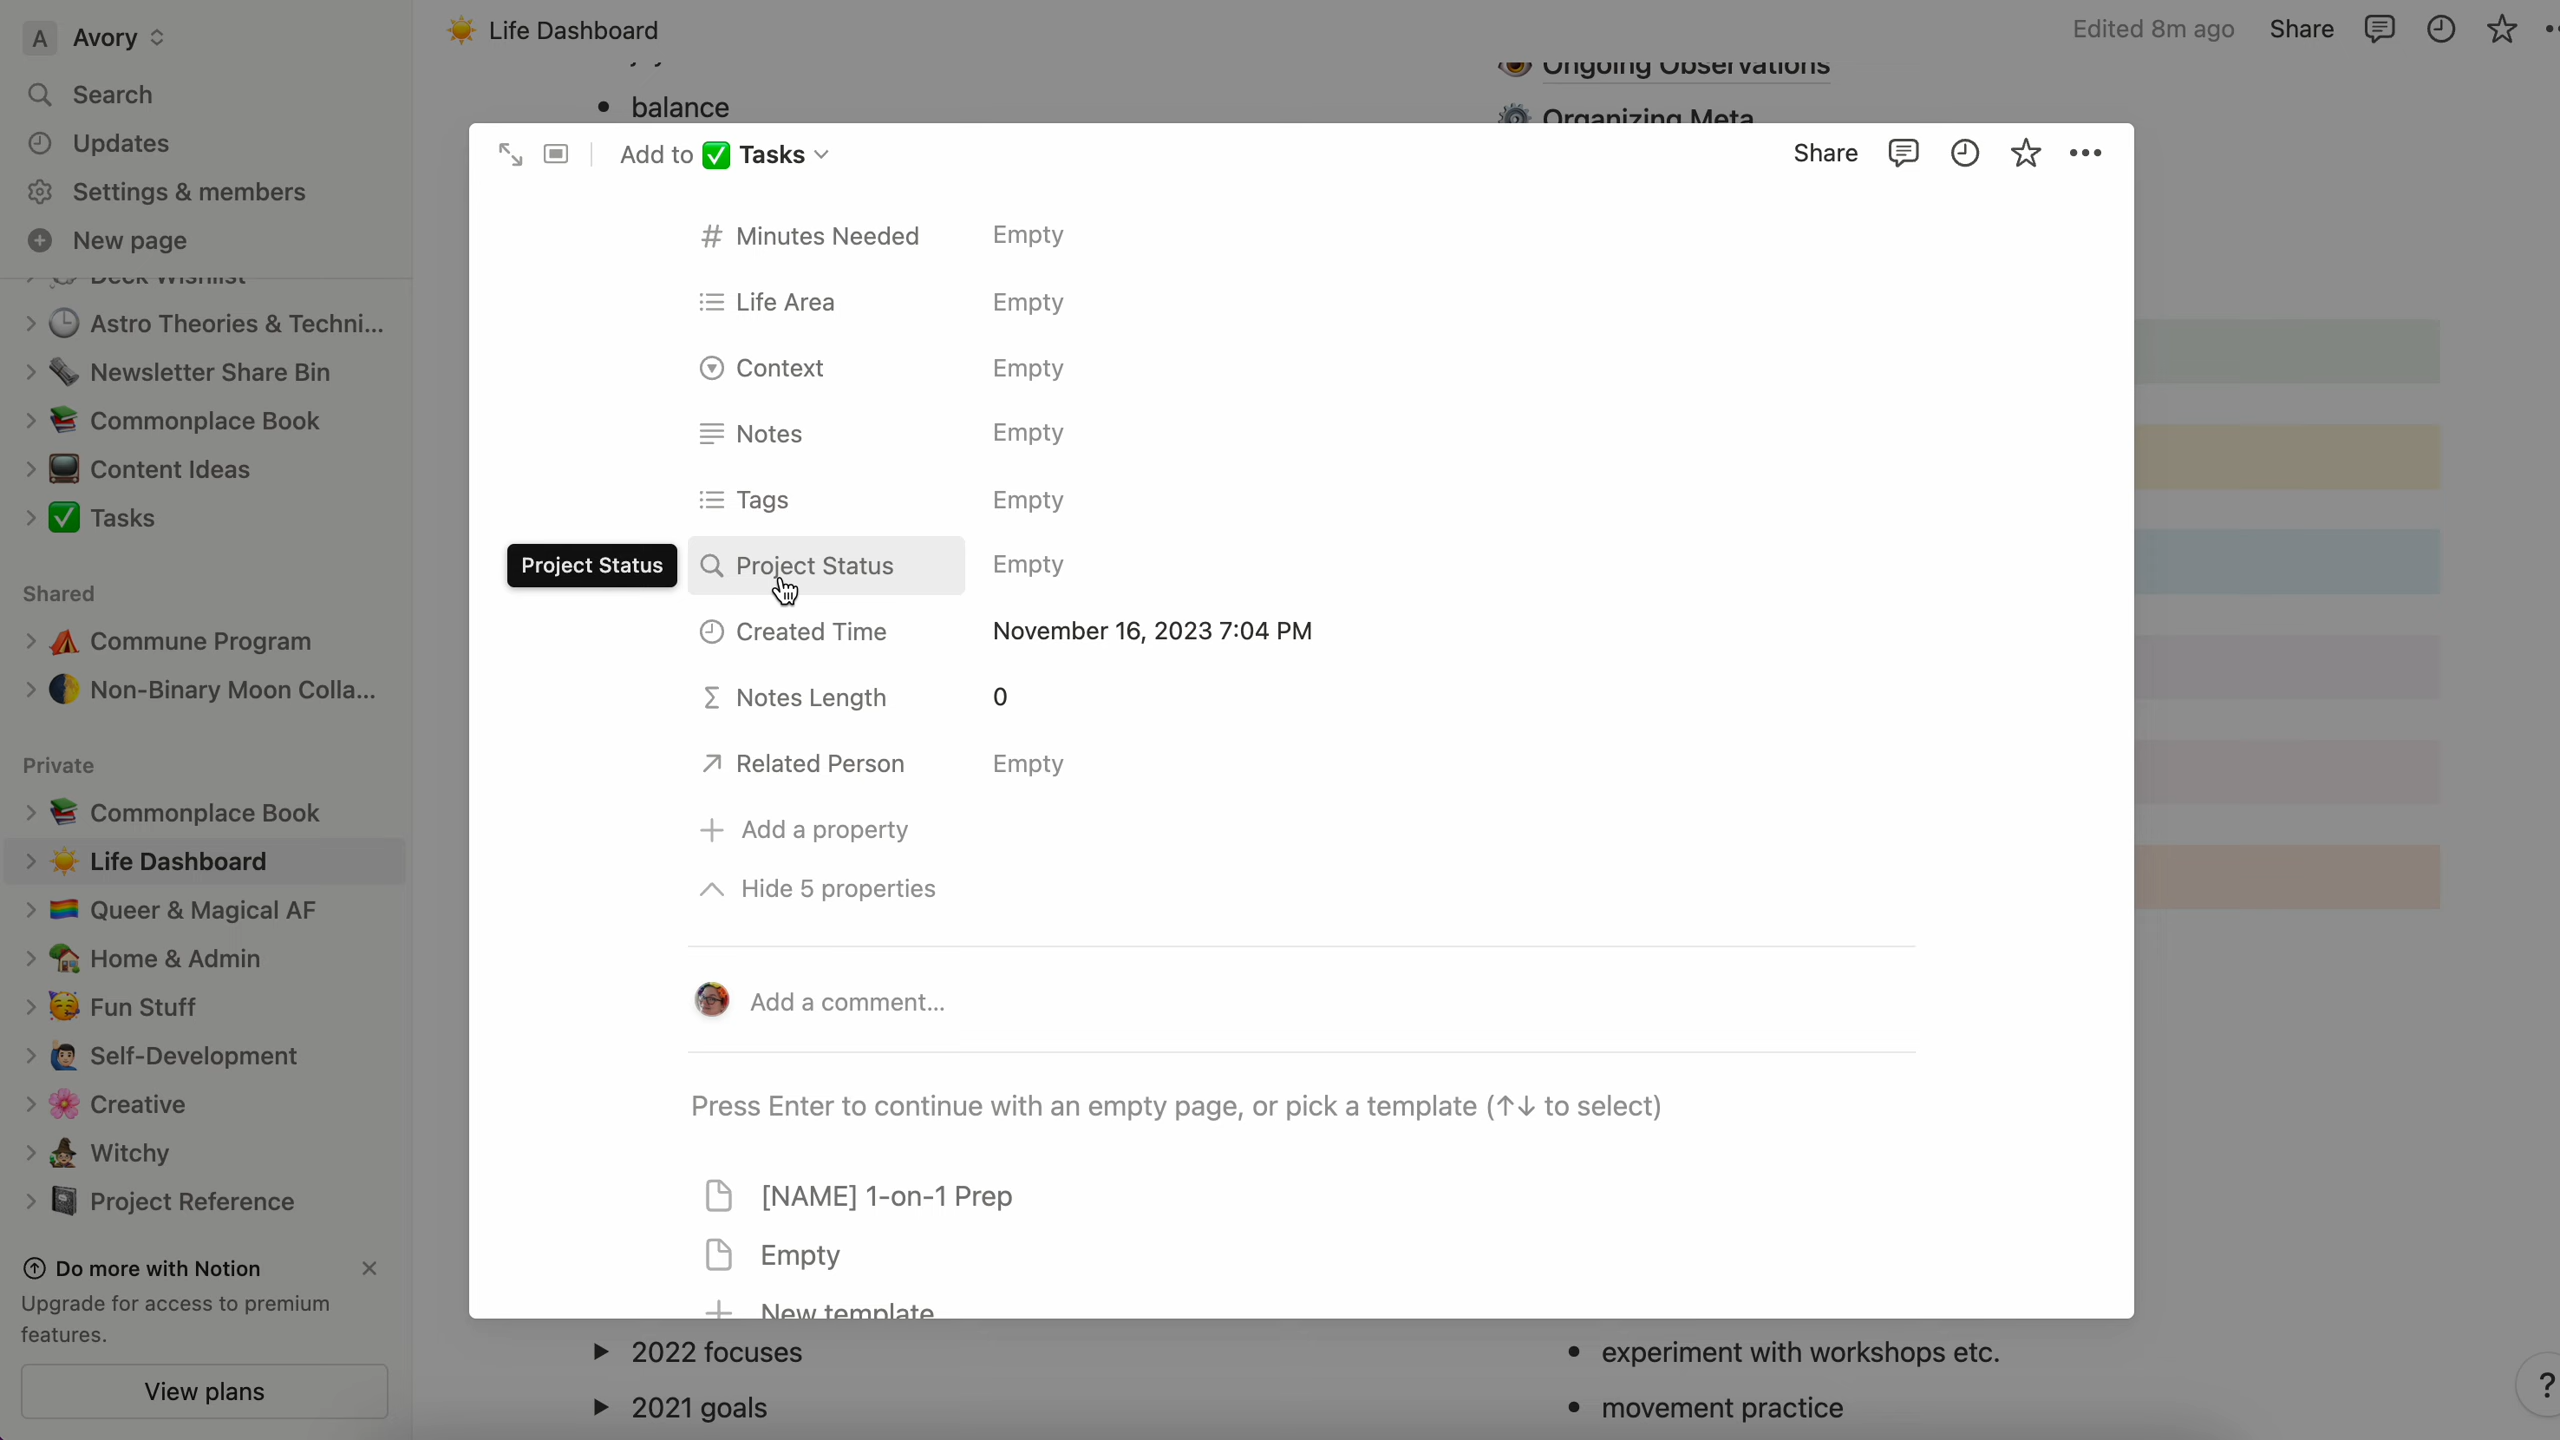 A Avory
Search
Updates
Settings & members
New page
Deck Wishlist
Astro Theories & Techni...
Newsletter Share Bin
Commonplace Book
Content Ideas
Tasks
Shared
Commune Program
Non-Binary Moon Colla...
Private
Commonplace Book
Life Dashboard
Queer & Magical AF
Home & Admin
Fun Stuff
Self-Development
Creative
Witchy
Project Reference
Do more with Notion
Upgrade for access to premium
features.
View plans
Life Dashboard
Edited 8m ago Share
balance
Ongoing Observations
Organizing Meta
Add to Tasks
Share
# Minutes Needed Empty
Life Area Empty
Context Empty
Notes Empty
Tags Empty
Project Status Project Status Empty
Created Time November 16, 2023 7:04 PM
Σ Notes Length 0
Related Person Empty
+ Add a property
Hide 5 properties
Add a comment...
Press Enter to continue with an empty page, or pick a template (↑↓ to select)
[NAME] 1-on-1 Prep
Empty
+ New template
2022 focuses
2021 goals
experiment with workshops etc.
movement practice
?